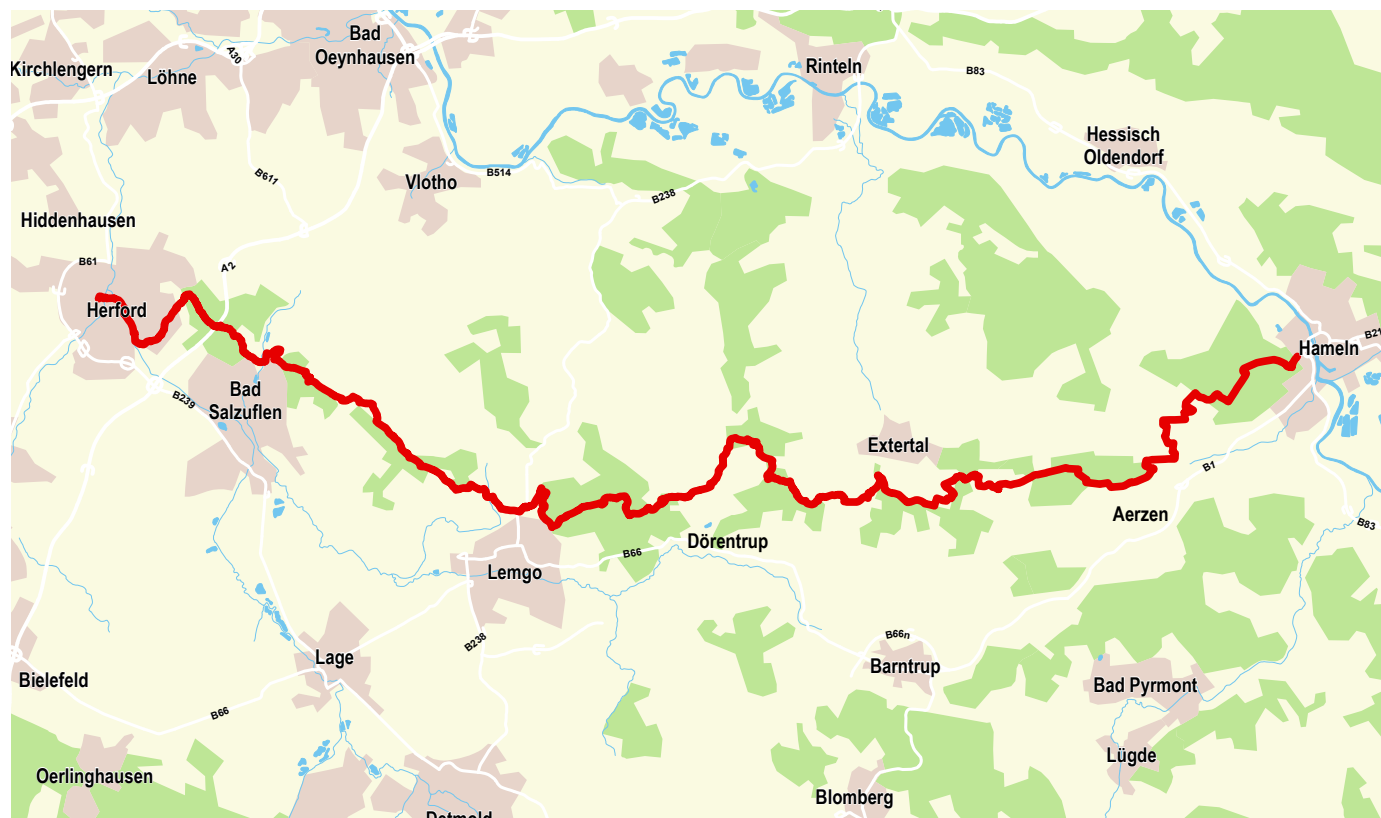 Bad
Oeynhausen
Kirchlengern
Löhne
A30
Rinteln
B83
Hessisch
Oldendorf
B611
Vlotho
B514
B238
Hiddenhausen
B61
A2
Herford
B21
Hameln
Bad
Salzuflen
B239
Extertal
B1
Aerzen
B83
Dörentrup
B66
Lemgo
B238
B66n
Barntrup
Lage
Bielefeld
B66
Bad Pyrmont
Lügde
Oerlinghausen
Blomberg
Detmold